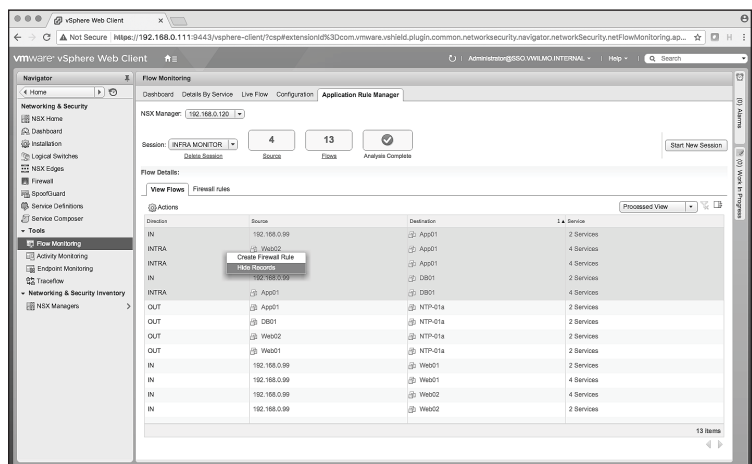 vSphere Web Client
Not Secure https://192.168.0.111:9443/vsphere-client/?csp#extensionId%3Dcom.vmware.vshield.plugin.common.networksecurity.navigator.networkSecurity.netFlowMonitoring.ap...
vmware® vSphere Web Client
Administrator@SSO.VWILMO.INTERNAL
Help
Search
Navigator
Home
Networking & Security
NSX Home
Dashboard
Installation
Logical Switches
NSX Edges
Firewall
SpoofGuard
Service Definitions
Service Composer
Tools
Flow Monitoring
Activity Monitoring
Endpoint Monitoring
Traceflow
Networking & Security Inventory
NSX Managers
Flow Monitoring
Dashboard Details By Service Live Flow Configuration Application Rule Manager
NSX Manager: 192.168.0.120
Session: INFRA MONITOR
Delete Session
4
Source
13
Flows
Analysis Complete
Start New Session
Flow Details:
View Flows Firewall rules
Actions
Processed View
Direction Source Destination 1 Service
IN 192.168.0.99 App01 2 Services
INTRA Web02 App01 4 Services
INTRA App01 4 Services
IN 192.168.0.99 DB01 2 Services
INTRA App01 DB01 4 Services
OUT App01 NTP-01a 2 Services
OUT DB01 NTP-01a 2 Services
OUT Web02 NTP-01a 2 Services
OUT Web01 NTP-01a 2 Services
IN 192.168.0.99 Web01 2 Services
IN 192.168.0.99 Web01 4 Services
IN 192.168.0.99 Web02 4 Services
IN 192.168.0.99 Web02 2 Services
Create Firewall Rule
Hide Records
13 items
(0) Alarms
(0) Work In Progress